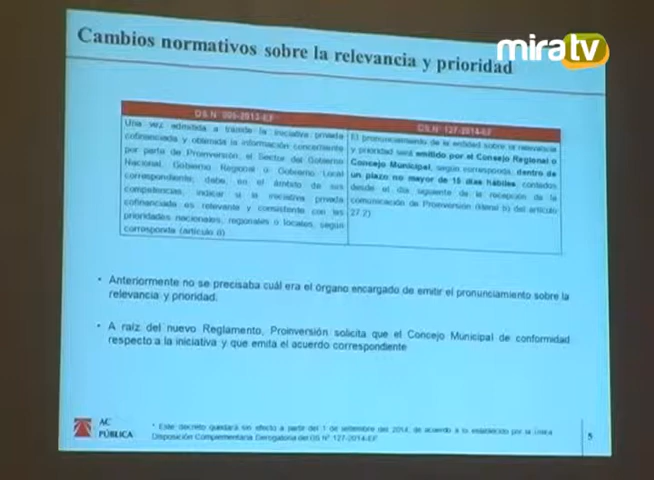 Cambios normativos sobre la relevancia y prioridad
miratv
DS N° 005-2013-EF
Una vez admitida a trámite la iniciativa privada
cofinanciada y obtenida la información concerniente
por parte de Proinversión, el Sector del Gobierno
Nacional, Gobierno Regional o Gobierno Local
correspondiente, debe, en el ámbito de sus
competencias, indicar si la iniciativa privada
cofinanciada es relevante y consistente con las
prioridades nacionales, regionales o locales, según
corresponda (artículo 8)
DS N° 127-2014-EF
El pronunciamiento de la entidad sobre la relevancia
y prioridad será emitido por el Consejo Regional o
Concejo Municipal, según corresponda, dentro de
un plazo no mayor de 15 días hábiles, contados
desde el día siguiente de la recepción de la
comunicación de Proinversión (literal b) del artículo
27.2)
• Anteriormente no se precisaba cuál era el órgano encargado de emitir el pronunciamiento sobre la
relevancia y prioridad.
• A raíz del nuevo Reglamento, Proinversión solicita que el Concejo Municipal de conformidad
respecto a la iniciativa y que emita el acuerdo correspondiente
AC
PÚBLICA
* Este decreto quedará sin efecto a partir del 1 de setiembre del 2014, de acuerdo a lo establecido por la Única
Disposición Complementaria Derogatoria del DS N° 127-2014-EF
5